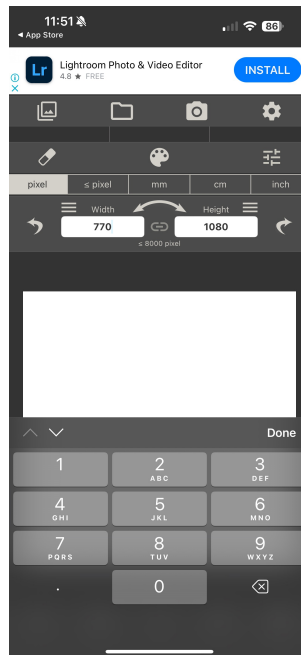 11:51
86
◀ App Store
Lr
Lightroom Photo & Video Editor
4.8 ★ FREE
INSTALL
pixel
≤ pixel
mm
cm
inch
Width
Height
770
1080
≤ 8000 pixel
Done
1
2
ABC
3
DEF
4
GHI
5
JKL
6
MNO
7
PQRS
8
TUV
9
WXYZ
.
0